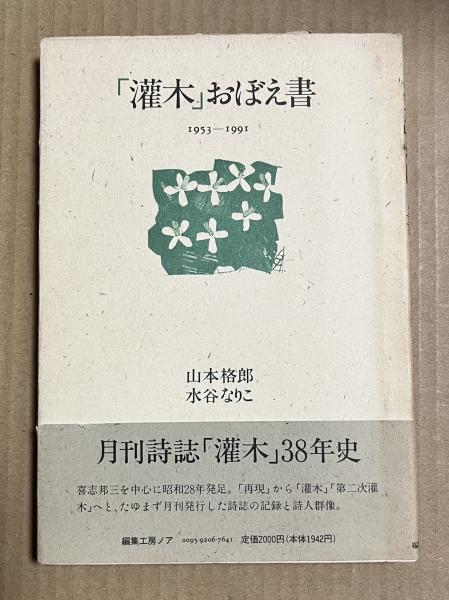 「灌木」おぼえ書
1953—1991
山本格郎
水谷なりこ
月刊詩誌「灌木」38年史
喜志邦三を中心に昭和28年発足。「再現」から「灌木」「第二次灌
木」へと、たゆまず月刊発行した詩誌の記録と詩人群像。
編集工房ノア 0095-9206-7641 定価2000円(本体1942円)
編